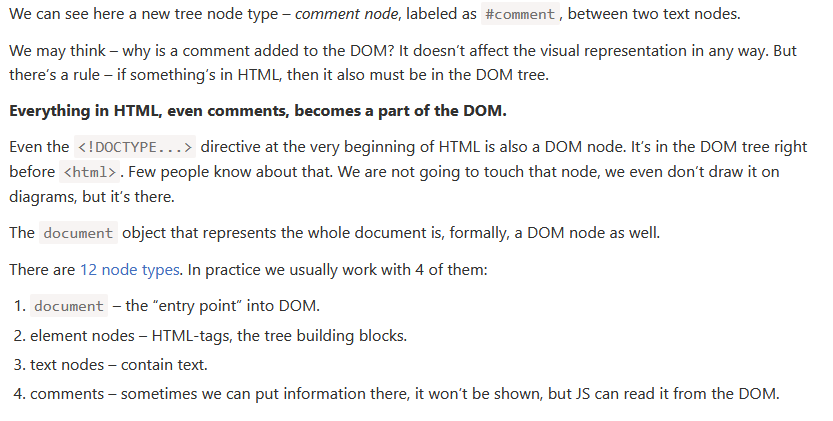 We can see here a new tree node type – comment node, labeled as #comment, between two text nodes.
We may think – why is a comment added to the DOM? It doesn’t affect the visual representation in any way. But
there’s a rule – if something’s in HTML, then it also must be in the DOM tree.
Everything in HTML, even comments, becomes a part of the DOM.
Even the <!DOCTYPE...> directive at the very beginning of HTML is also a DOM node. It’s in the DOM tree right
before <html>. Few people know about that. We are not going to touch that node, we even don’t draw it on
diagrams, but it’s there.
The document object that represents the whole document is, formally, a DOM node as well.
There are 12 node types. In practice we usually work with 4 of them:
1. document – the “entry point” into DOM.
2. element nodes – HTML-tags, the tree building blocks.
3. text nodes – contain text.
4. comments – sometimes we can put information there, it won’t be shown, but JS can read it from the DOM.